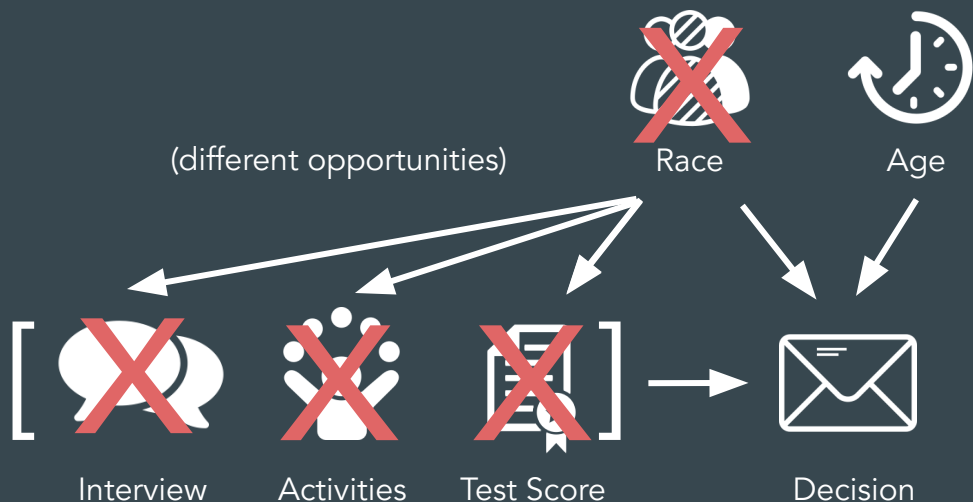 (different opportunities)
Race
Age
Interview
Activities
Test Score
Decision